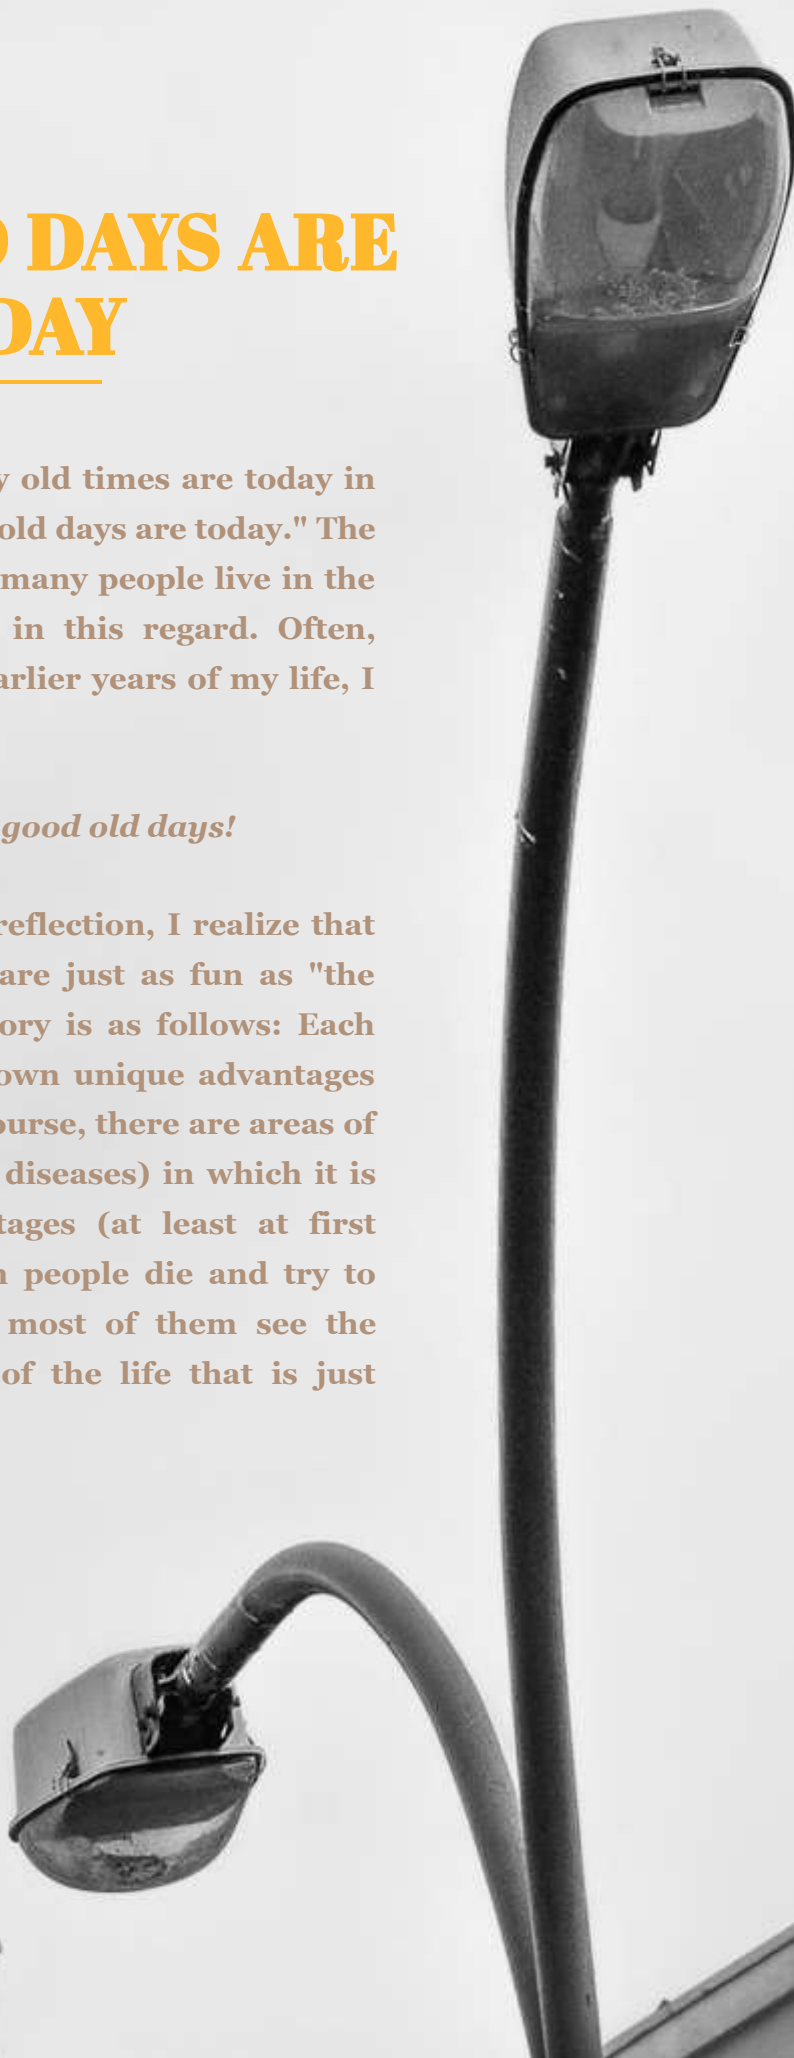 DAYS ARE
DAY
old times are today in
old days are today." The
many people live in the
in this regard. Often,
arlier years of my life, I
good old days!
reflection, I realize that
are just as fun as "the
ory is as follows: Each
own unique advantages
ourse, there are areas of
diseases) in which it is
tages (at least at first
people die and try to
most of them see the
of the life that is just